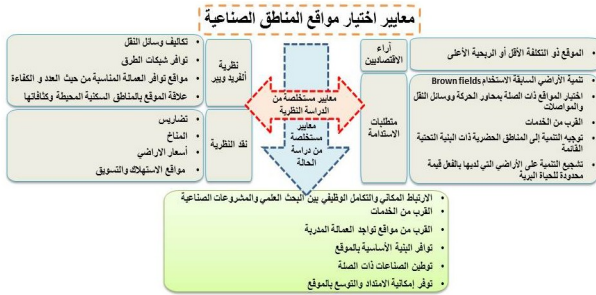 معايير اختيار مواقع المناطق الصناعية
آراء
الاقتصاديين
الموقع ذو التكلفة الأقل أو الربحية الأعلى
متطلبات
الاستدامة
تنمية الأراضي السابقة الاستخدام Brown fields
اختيار المواقع ذات الصلة بمحاور الحركة ووسائل النقل
والمواصلات
القرب من الخدمات
توجيه التنمية إلى المناطق الحضرية ذات البنية التحتية
القائمة
تشجيع التنمية على الأراضي التي لديها بالفعل قيمة
محدودة للحياة البرية
معايير مستخلصة من
الدراسة النظرية
معايير
مستخلصة
من دراسة
الحالة
نظرية
ألفريد ويبر
تكاليف وسائل النقل
توافر شبكات الطرق
مواقع توافر العمالة المناسبة من حيث العدد و الكفاءة
علاقة الموقع بالمناطق السكنية المحيطة وكثافاتها
نقد النظرية
تضاريس
المناخ
أسعار الاراضي
مواقع الاستهلاك والتسويق
الارتباط المكاني والتكامل الوظيفي بين البحث العلمي والمشروعات الصناعية
القرب من الخدمات
القرب من مواقع تواجد العمالة المدربة
توافر البنية الأساسية بالموقع
توطين الصناعات ذات الصلة
توفر إمكانية الامتداد والتوسع بالموقع